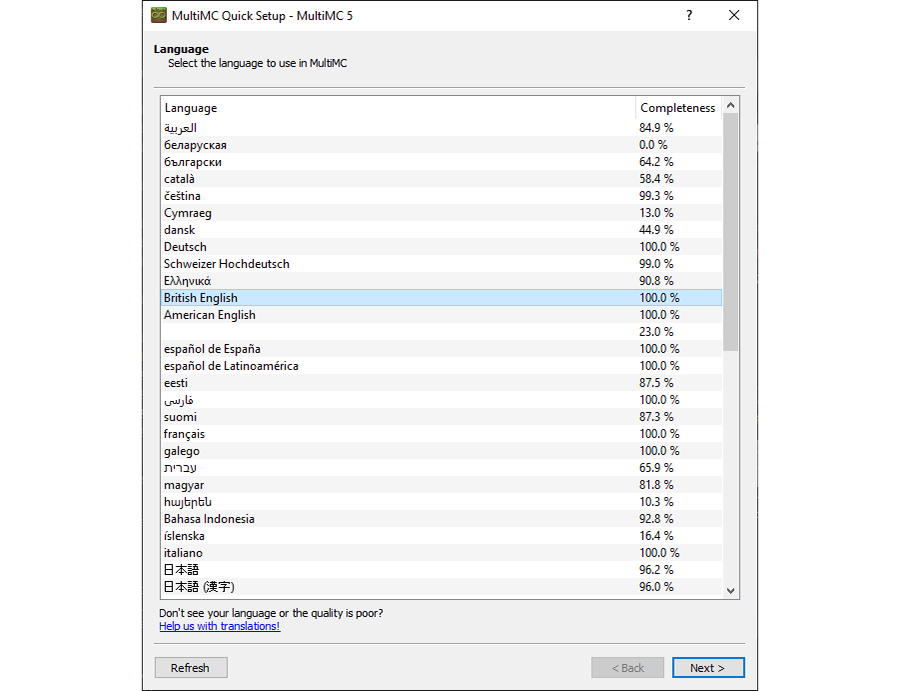 MultiMC Quick Setup - MultiMC 5
Language
Select the language to use in MultiMC
Language Completeness
العربية 84.9 %
беларуская 0.0 %
български 64.2 %
català 58.4 %
čeština 99.3 %
Cymraeg 13.0 %
dansk 44.9 %
Deutsch 100.0 %
Schweizer Hochdeutsch 99.0 %
Ελληνικά 90.8 %
British English 100.0 %
American English 100.0 %
23.0 %
español de España 100.0 %
español de Latinoamérica 100.0 %
eesti 87.5 %
فارسی 100.0 %
suomi 87.3 %
français 100.0 %
galego 100.0 %
עברית 65.9 %
magyar 81.8 %
հայերեն 10.3 %
Bahasa Indonesia 92.8 %
íslenska 16.4 %
italiano 100.0 %
日本語 96.2 %
日本語 (漢字) 96.0 %
Don't see your language or the quality is poor?
Help us with translations!
Refresh < Back Next >